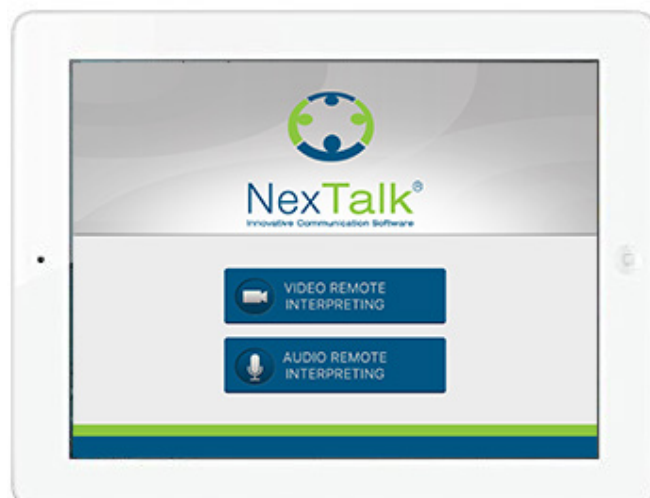 NexTalk®
Innovative Communication Software
VIDEO REMOTE
INTERPRETING
AUDIO REMOTE
INTERPRETING